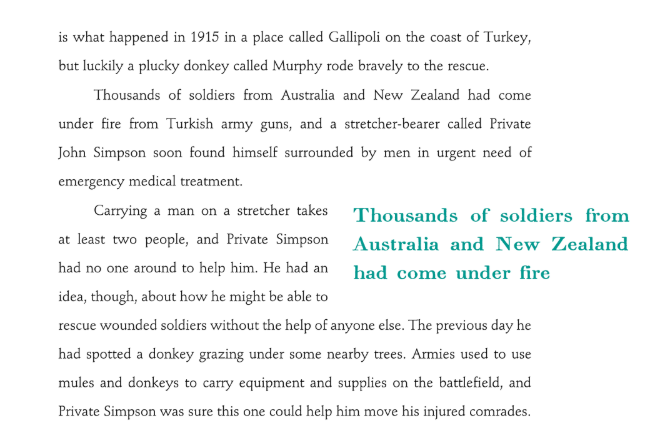 is what happened in 1915 in a place called Gallipoli on the coast of Turkey,
but luckily a plucky donkey called Murphy rode bravely to the rescue.
Thousands of soldiers from Australia and New Zealand had come
under fire from Turkish army guns, and a stretcher-bearer called Private
John Simpson soon found himself surrounded by men in urgent need of
emergency medical treatment.
Carrying a man on a stretcher takes
at least two people, and Private Simpson
had no one around to help him. He had an
idea, though, about how he might be able to
rescue wounded soldiers without the help of anyone else. The previous day he
had spotted a donkey grazing under some nearby trees. Armies used to use
mules and donkeys to carry equipment and supplies on the battlefield, and
Private Simpson was sure this one could help him move his injured comrades.
Thousands of soldiers from
Australia and New Zealand
had come under fire